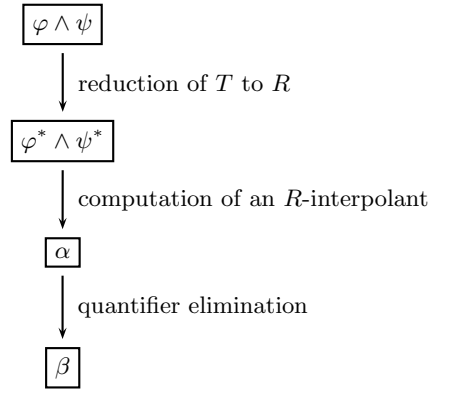 φ ∧ ψ
reduction of T to R
φ* ∧ ψ*
computation of an R-interpolant
α
quantifier elimination
β